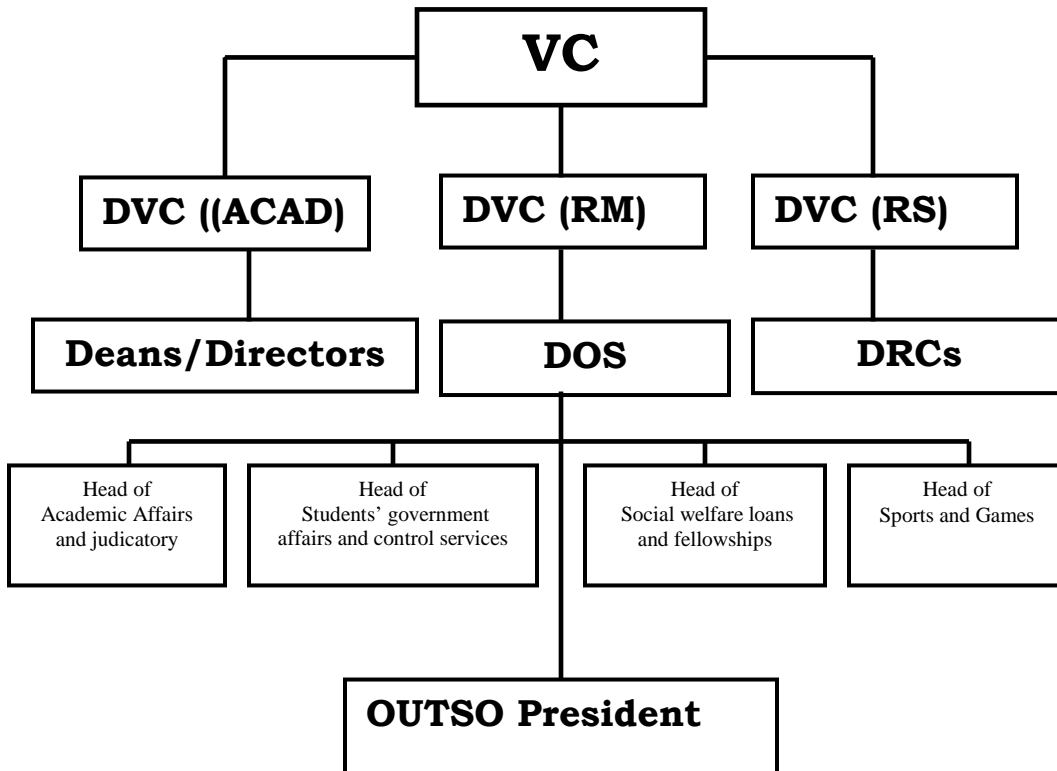 VC
DVC ((ACAD)
DVC (RM)
DVC (RS)
Deans/Directors
DOS
DRCs
Head of
Academic Affairs
and judicatory
Head of
Students’ government
affairs and control services
Head of
Social welfare loans
and fellowships
Head of
Sports and Games
OUTSO President